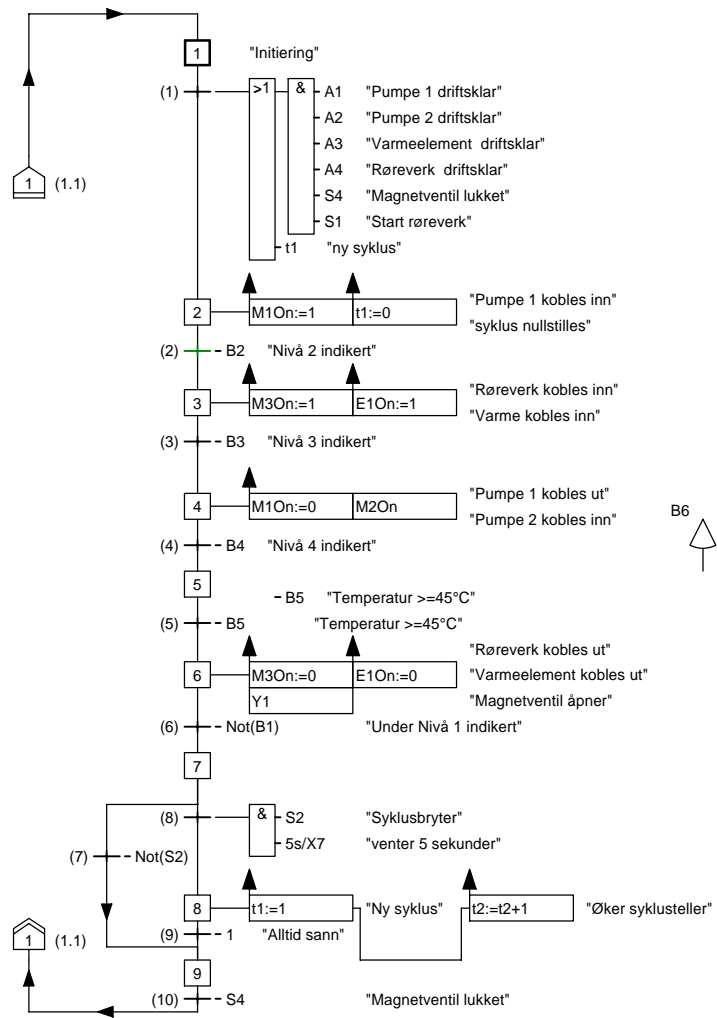 1 "Initiering"
(1) >1 & A1 "Pumpe 1 driftsklar"
A2 "Pumpe 2 driftsklar"
A3 "Varmeelement driftsklar"
A4 "Røreverk driftsklar"
1 (1.1)
S4 "Magnetventil lukket"
S1 "Start røreverk"
t1 "ny syklus"
"Pumpe 1 kobles inn"
2 M1On:=1 t1:=0
"syklus nullstilles"
(2) B2 "Nivå 2 indikert"
"Røreverk kobles inn"
3 M3On:=1 E1On:=1
"Varme kobles inn"
(3) B3 "Nivå 3 indikert"
"Pumpe 1 kobles ut"
4 M1On:=0 M2On
"Pumpe 2 kobles inn"
B6
(4) B4 "Nivå 4 indikert"
5
B5 "Temperatur >=45°C"
(5) B5 "Temperatur >=45°C"
"Røreverk kobles ut"
6 M3On:=0 E1On:=0 "Varmeelement kobles ut"
Y1 "Magnetventil åpner"
(6) Not(B1) "Under Nivå 1 indikert"
7
(8) & S2 "Syklusbryter"
5s/X7 "venter 5 sekunder"
(7) Not(S2)
8 t1:=1 "Ny syklus" t2:=t2+1 "Øker syklusteller"
1 (1.1)
(9) 1 "Alltid sann"
9
(10) S4 "Magnetventil lukket"